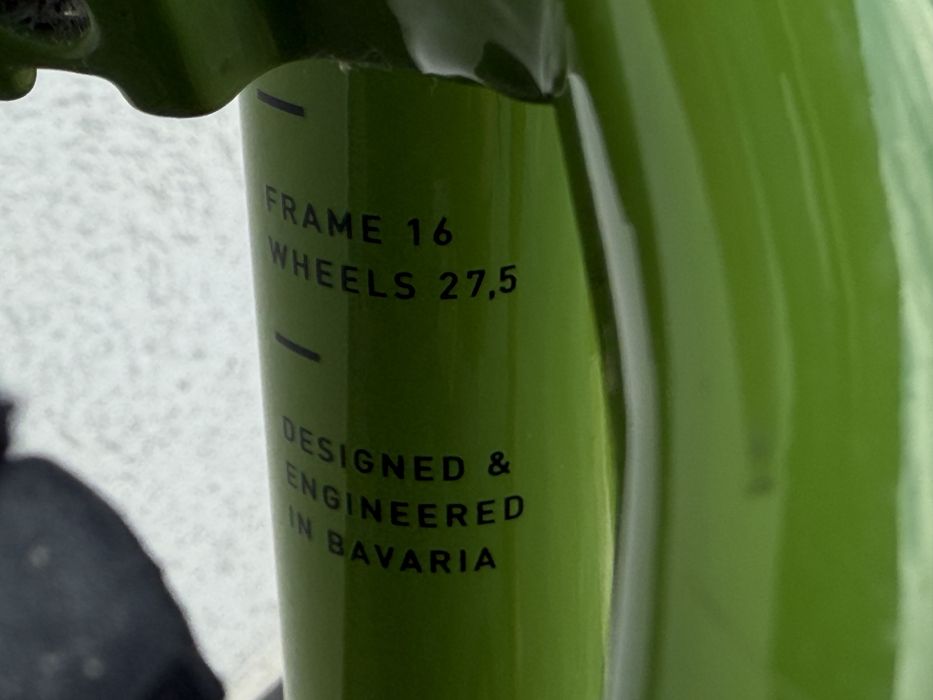 FRAME 16
WHEELS 27,5
DESIGNED &
ENGINEERED
IN BAVARIA